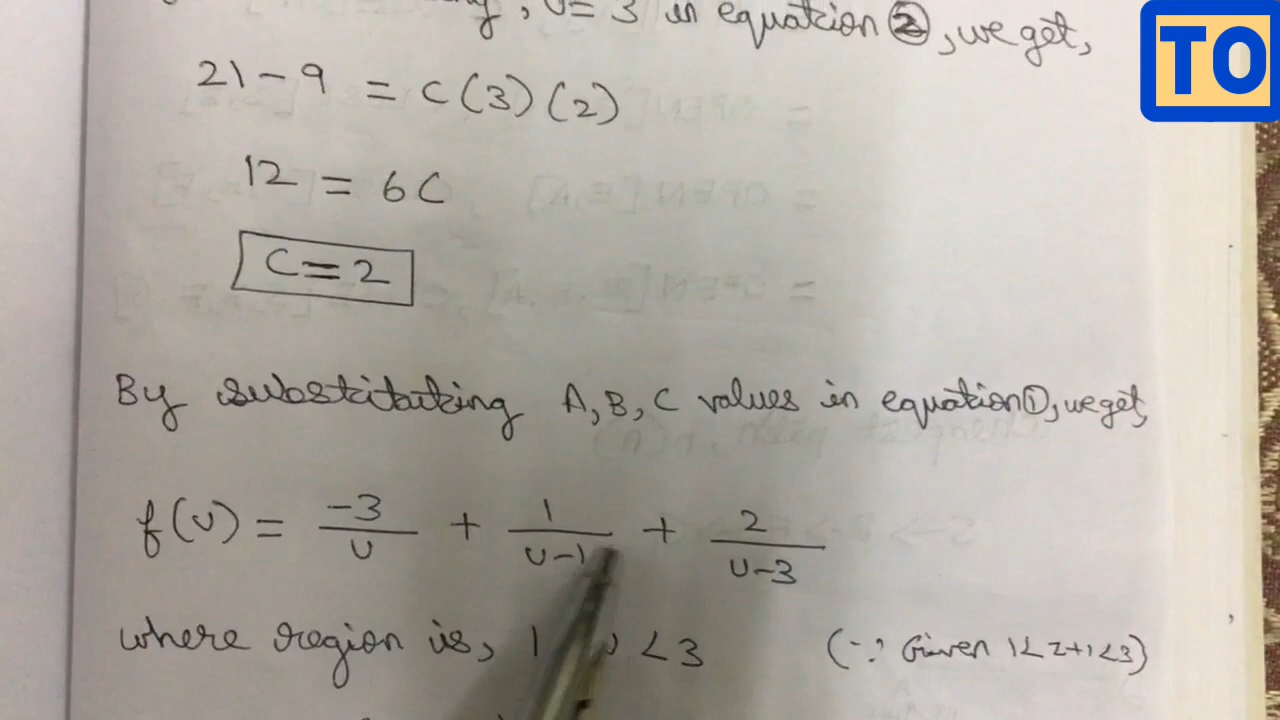 , U = 3 in equation ②, we get,
TO
21 - 9 = C(3)(2)
12 = 6C
C = 2
By substituting A, B, C values in equation ①, we get,
f(U) = -3/U + 1/U-1 + 2/U-3
where region is, 1 U < 3 (∵ Given 1<Z+1<3)